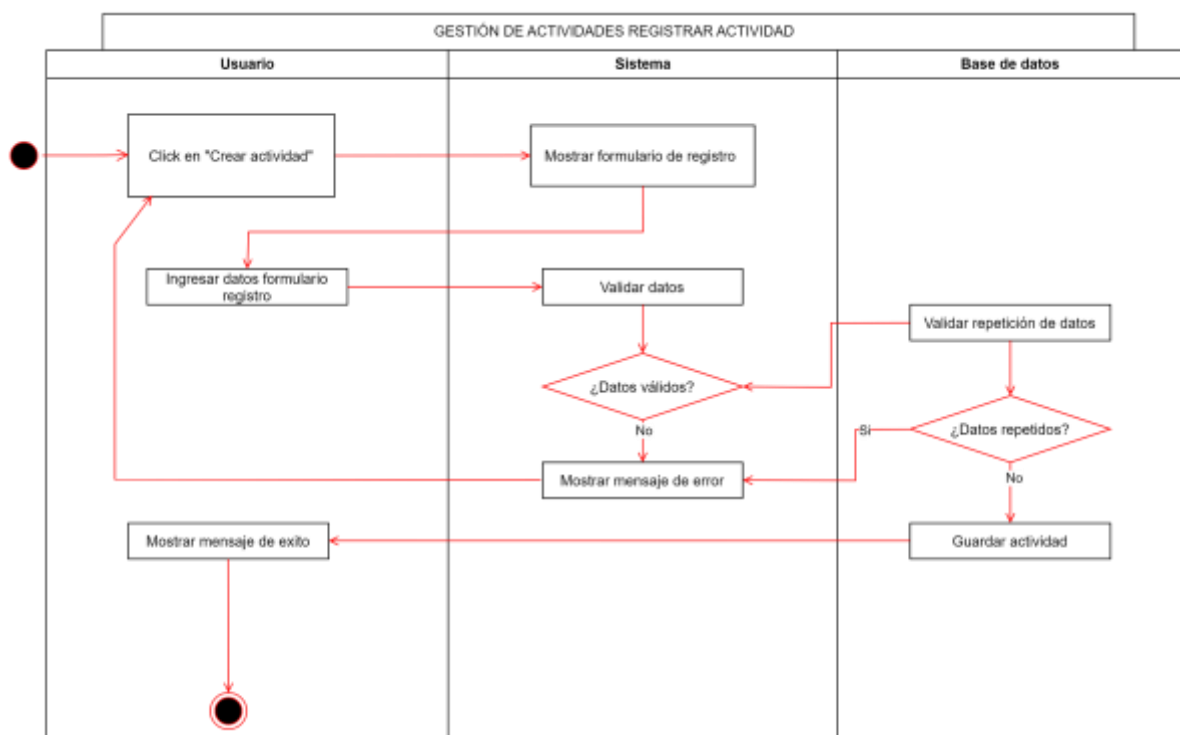 GESTIÓN DE ACTIVIDADES REGISTRAR ACTIVIDAD
Usuario
Sistema
Base de datos
Click en "Crear actividad"
Mostrar formulario de registro
Ingresar datos formulario
registro
Validar datos
Validar repetición de datos
¿Datos válidos?
¿Datos repetidos?
No
Si
Mostrar mensaje de error
No
Mostrar mensaje de exito
Guardar actividad